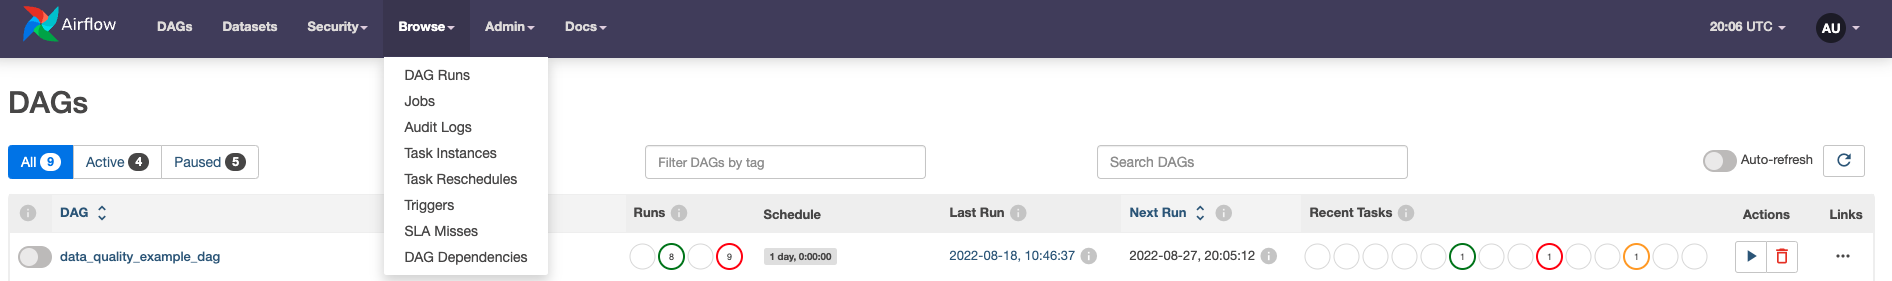 Airflow DAGs Datasets Security Browse Admin Docs 20:06 UTC AU
DAG Runs
Jobs
Audit Logs
Task Instances
Task Reschedules
Triggers
SLA Misses
DAG Dependencies
DAGs
All 9 Active 4 Paused 5 Filter DAGs by tag Search DAGs Auto-refresh
i DAG Runs i Schedule Last Run i Next Run i Recent Tasks i Actions Links
data_quality_example_dag 8 9 1 day, 0:00:00 2022-08-18, 10:46:37 i 2022-08-27, 20:05:12 i 1 1 1